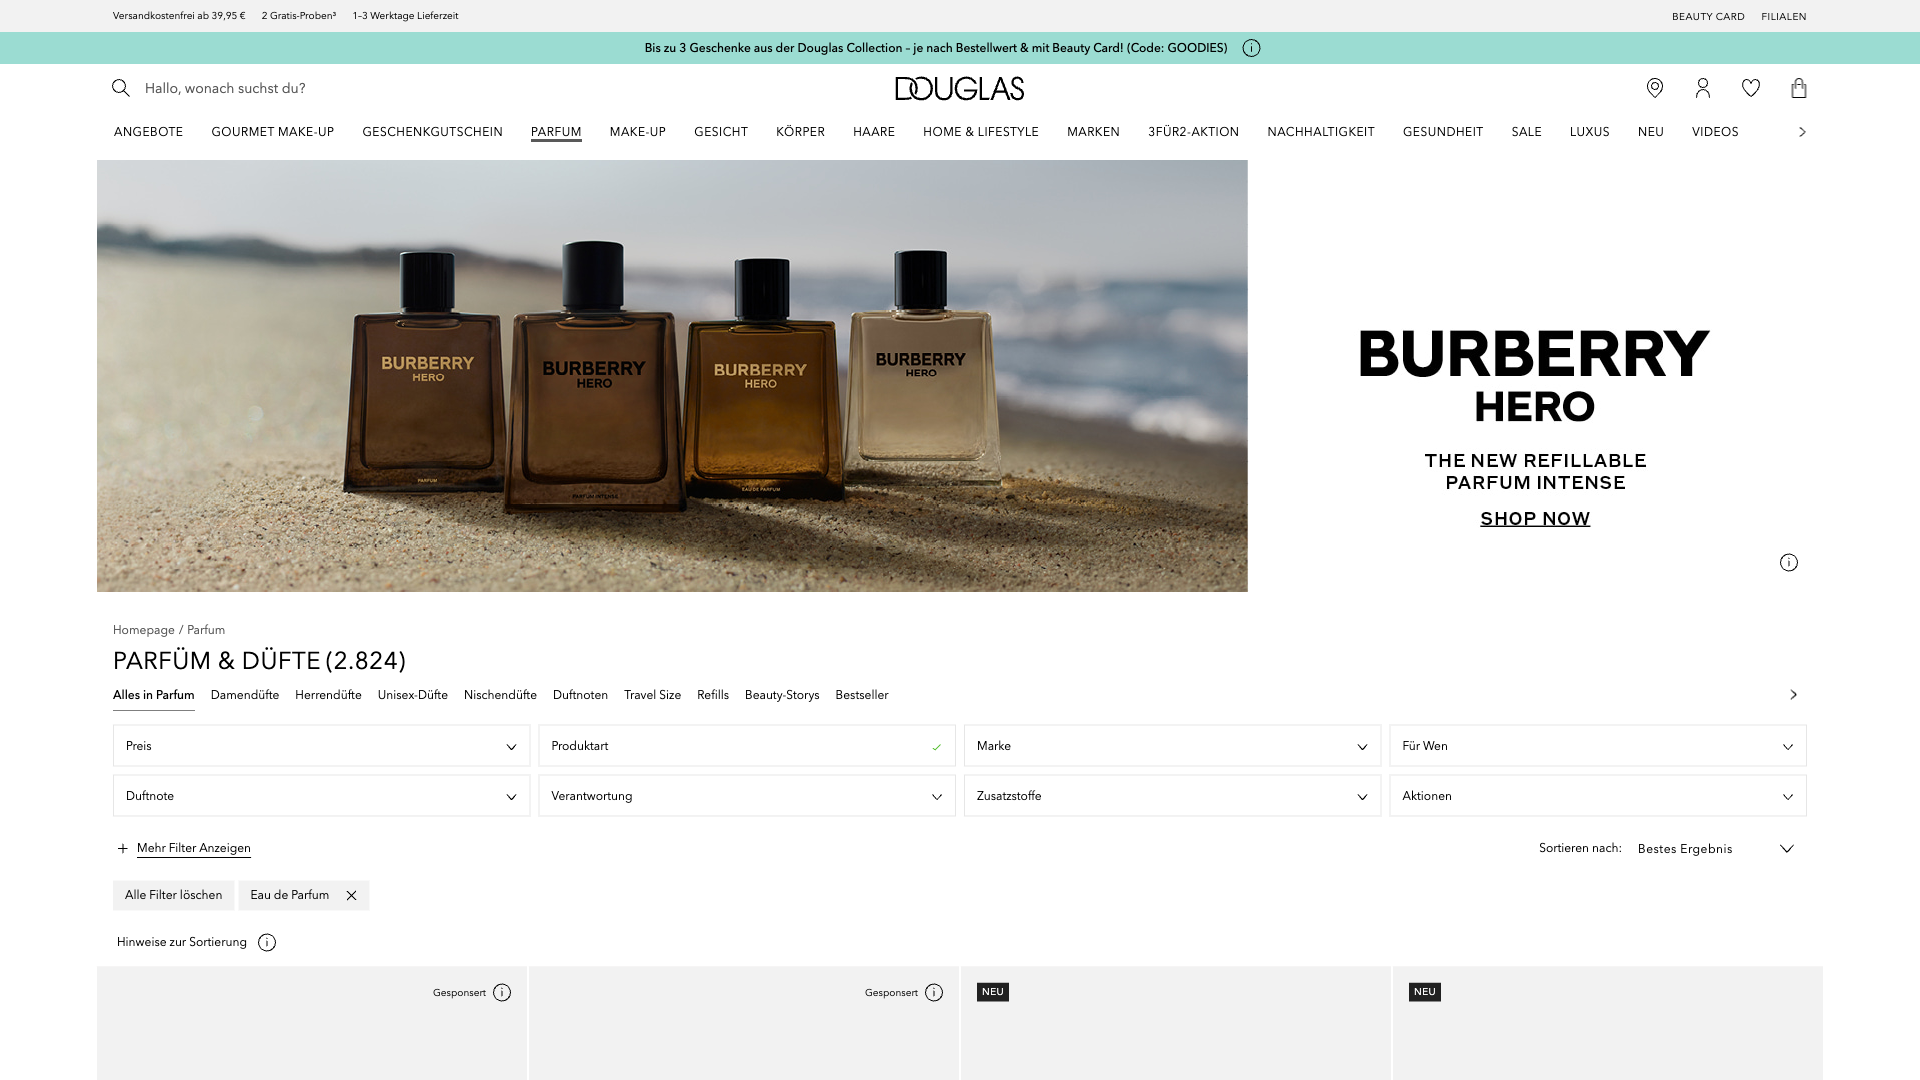 Versandkostenfrei ab 39,95 € 2 Gratis-Proben³ 1–3 Werktage Lieferzeit BEAUTY CARD FILIALEN
Bis zu 3 Geschenke aus der Douglas Collection – je nach Bestellwert & mit Beauty Card! (Code: GOODIES)
Hallo, wonach suchst du? DOUGLAS
ANGEBOTE GOURMET MAKE-UP GESCHENKGUTSCHEIN PARFUM MAKE-UP GESICHT KÖRPER HAARE HOME & LIFESTYLE MARKEN 3FÜR2-AKTION NACHHALTIGKEIT GESUNDHEIT SALE LUXUS NEU VIDEOS
BURBERRY
HERO
PARFUM
BURBERRY
HERO
PARFUM INTENSE
BURBERRY
HERO
EAU DE PARFUM
BURBERRY
HERO
BURBERRY
HERO
THE NEW REFILLABLE
PARFUM INTENSE
SHOP NOW
Homepage / Parfum
PARFÜM & DÜFTE (2.824)
Alles in Parfum Damendüfte Herrendüfte Unisex-Düfte Nischendüfte Duftnoten Travel Size Refills Beauty-Storys Bestseller
Preis Produktart Marke Für Wen
Duftnote Verantwortung Zusatzstoffe Aktionen
Mehr Filter Anzeigen Sortieren nach: Bestes Ergebnis
Alle Filter löschen Eau de Parfum
Hinweise zur Sortierung
Gesponsert Gesponsert NEU NEU